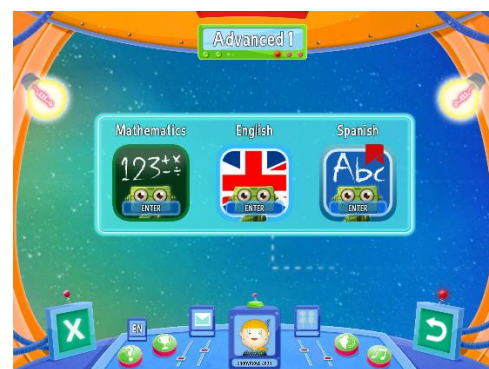 Advanced 1
Mathematics
English
Spanish
123
Abc
ENTER
ENTER
ENTER
X
EN
?